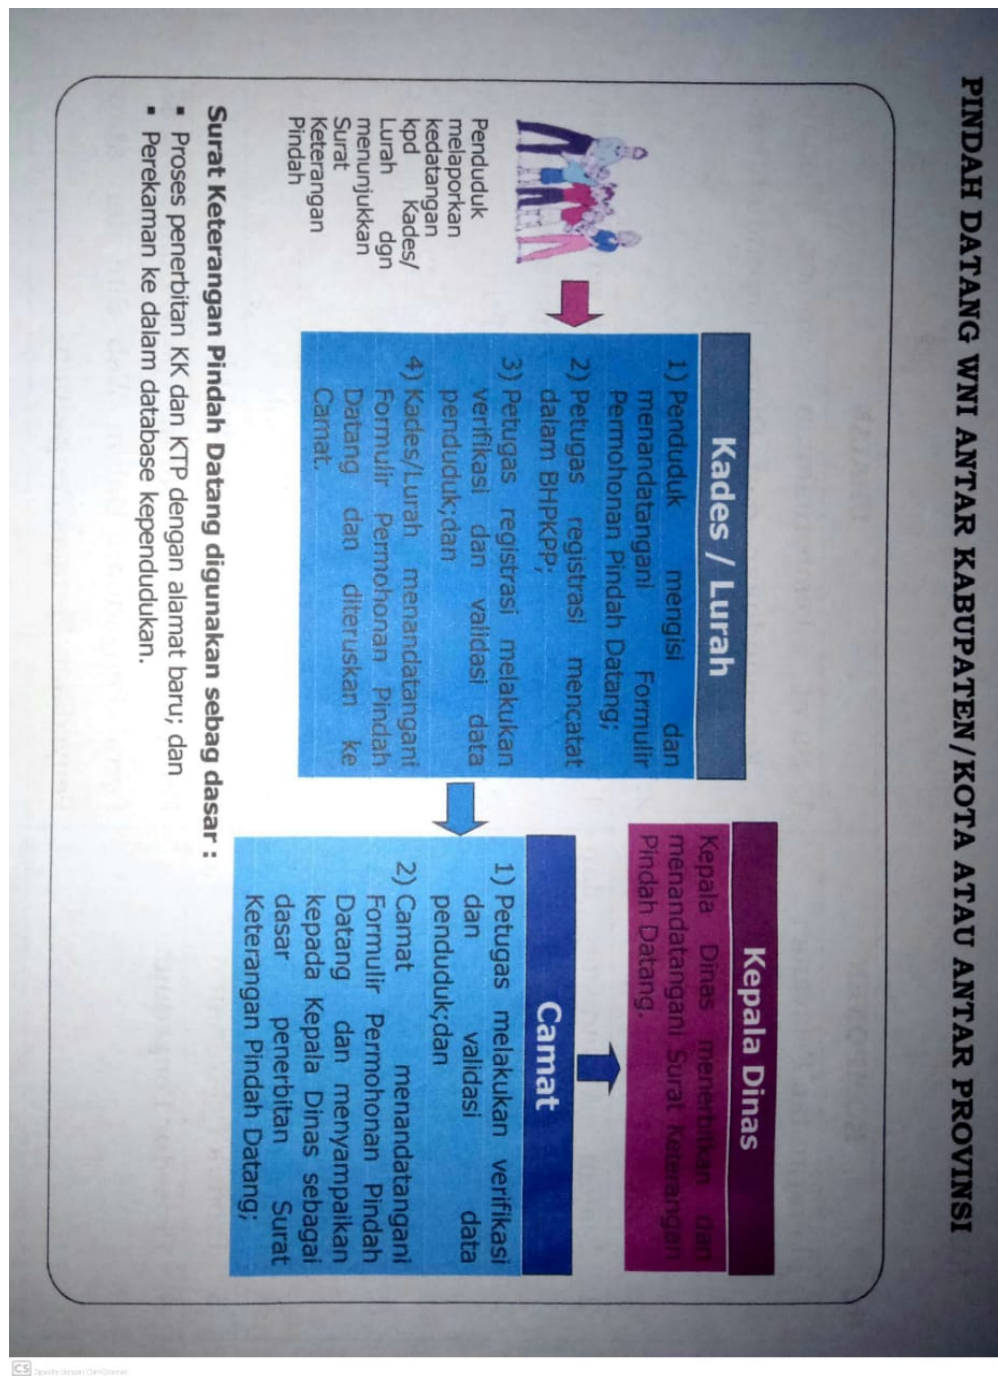 PINDAH DATANG WNI ANTAR KABUPATEN/KOTA ATAU ANTAR PROVINSI
Penduduk
melaporkan
kedatangan
kpd Kades/
Lurah dgn
menunjukkan
Surat
Keterangan
Pindah
Kades / Lurah
1) Penduduk mengisi dan
menandatangani Formulir
Permohonan Pindah Datang;
2) Petugas registrasi mencatat
dalam BHPKPP;
3) Petugas registrasi melakukan
verifikasi dan validasi data
penduduk;dan
4) Kades/Lurah menandatangani
Formulir Permohonan Pindah
Datang dan diteruskan ke
Camat.
Kepala Dinas
Kepala Dinas menerbitkan dan
menandatangani Surat Keterangan
Pindah Datang.
Camat
1) Petugas melakukan verifikasi
dan validasi data
penduduk;dan
2) Camat menandatangani
Formulir Permohonan Pindah
Datang dan menyampaikan
kepada Kepala Dinas sebagai
dasar penerbitan Surat
Keterangan Pindah Datang;
Surat Keterangan Pindah Datang digunakan sebag dasar :
▪ Proses penerbitan KK dan KTP dengan alamat baru; dan
▪ Perekaman ke dalam database kependudukan.
CS Dipindai dengan CamScanner